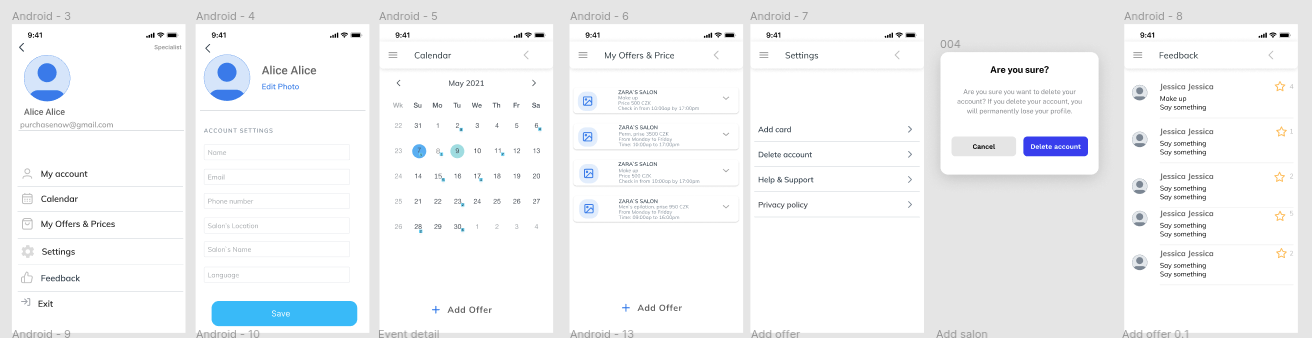 Android - 3
9:41
Specialist
Alice Alice
purchasenow@gmail.com
My account
Calendar
My Offers & Prices
Settings
Feedback
Exit
Android - 4
9:41
Alice Alice
Edit Photo
ACCOUNT SETTINGS
Name
Email
Phone number
Salon's Location
Salon's Name
Language
Save
Android - 5
9:41
Calendar
May 2021
Wk Su Mo Tu We Th Fr Sa
22 31 1 2 3 4 5 6
23 7 8 9 10 11 12 13
24 14 15 16 17 18 19 20
25 21 22 23 24 25 26 27
26 28 29 30 1 2 3 4
+ Add Offer
Android - 6
9:41
My Offers & Price
ZARA'S SALON
Make up
Price 500 CZK
Check in from 10:00ap by 17:00pm
ZARA'S SALON
Perm, prise 3500 CZK
From Monday to Friday
Time: 10:00ap to 17:00pm
ZARA'S SALON
Make up
Price 500 CZK
Check in from 10:00ap by 17:00pm
ZARA'S SALON
Men's epilation, prise 950 CZK
From Monday to Friday
Time: 09:00ap to 16:00pm
+ Add Offer
Android - 7
9:41
Settings
Add card
Delete account
Help & Support
Privacy policy
004
Are you sure?
Are you sure you want to delete your
account? If you delete your account, you
will permanently lose your profile.
Cancel
Delete account
Android - 8
9:41
Feedback
Jessica Jessica
4
Make up
Say something
Jessica Jessica
1
Say something
Say something
Jessica Jessica
2
Say something
Say something
Jessica Jessica
5
Say something
Say something
Jessica Jessica
2
Say something
Say something
Android - 9
Android - 10
Event detail
Android - 13
Add offer
Add salon
Add offer 0.1